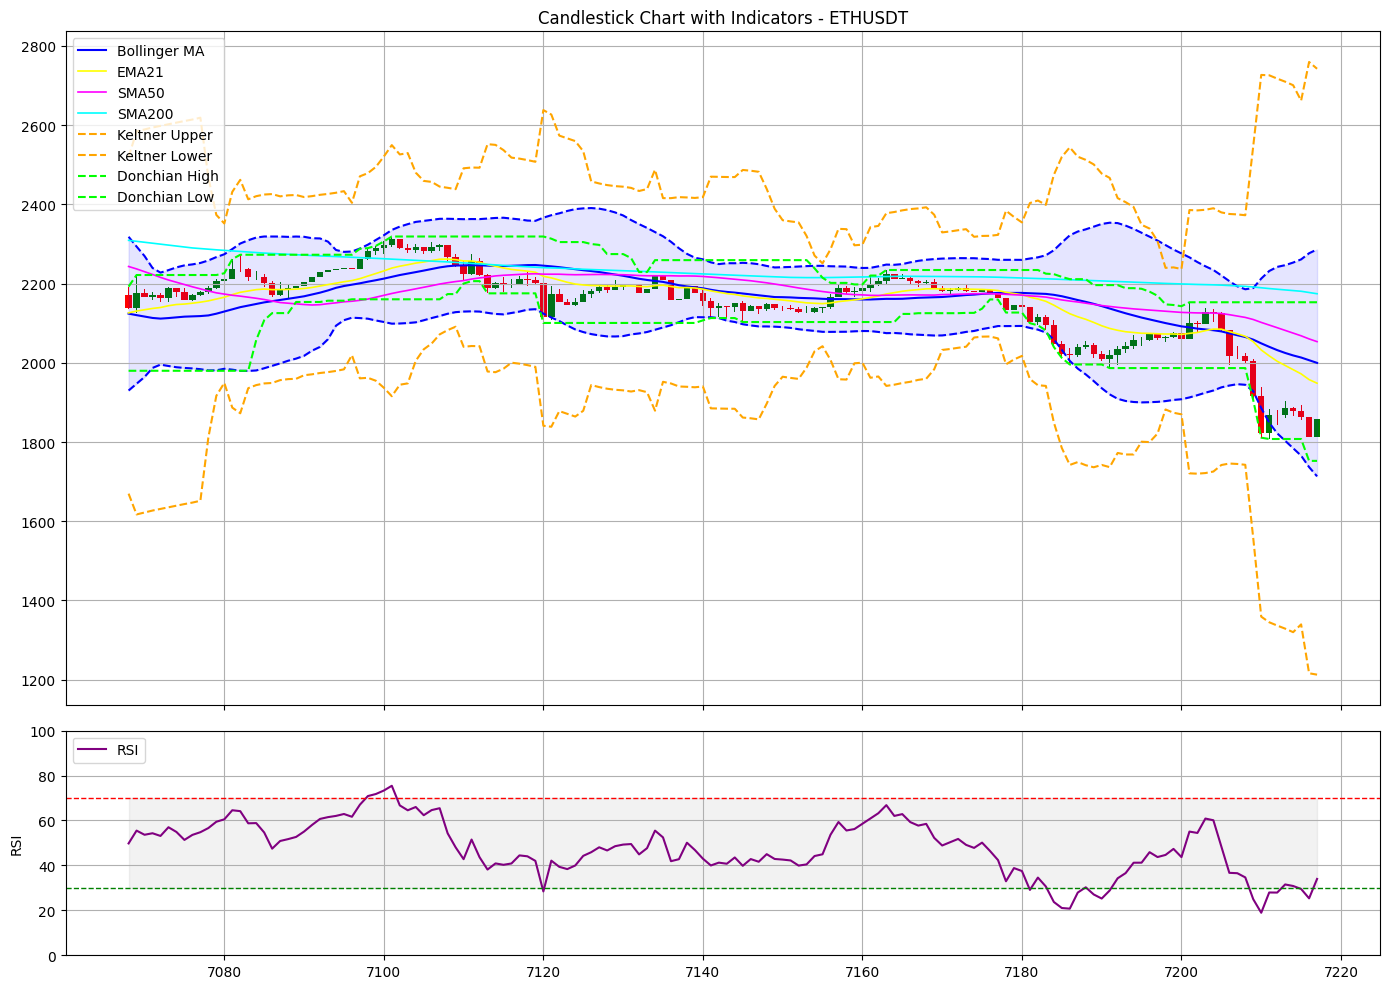 Candlestick Chart with Indicators - ETHUSDT
2800
2600
2400
2200
2000
1800
1600
1400
1200
Bollinger MA
EMA21
SMA50
SMA200
Keltner Upper
Keltner Lower
Donchian High
Donchian Low
100
80
60
40
20
0
RSI
RSI
7080 7100 7120 7140 7160 7180 7200 7220